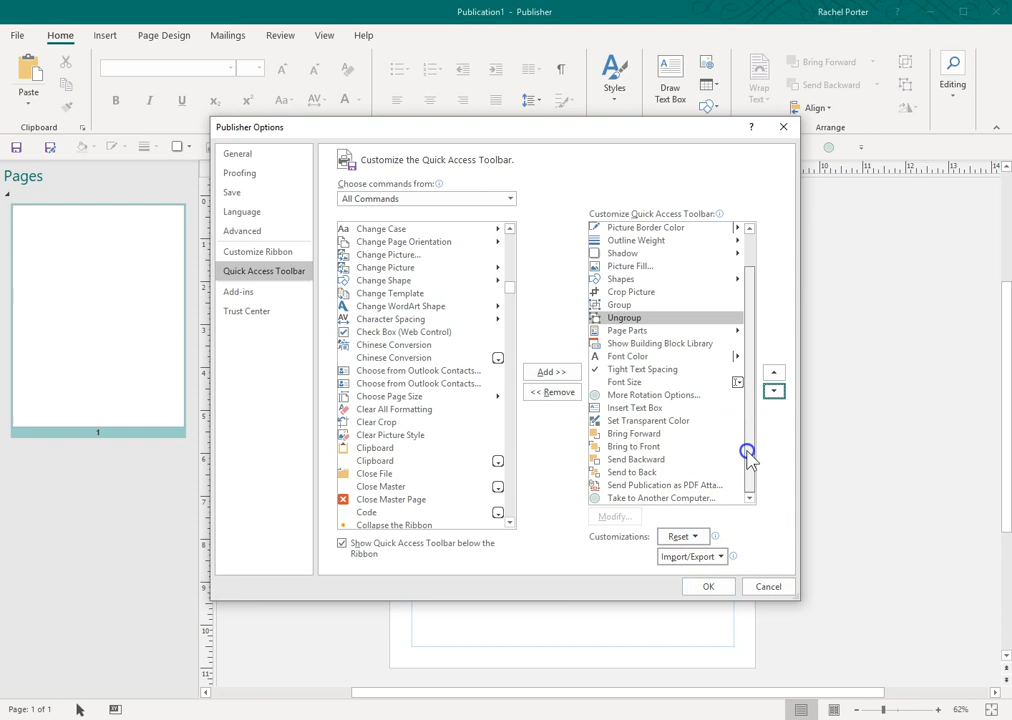 Publication1 - Publisher
Rachel Porter
File Home Insert Page Design Mailings Review View Help
Paste
Styles
Draw
Text Box
Wrap
Text
Bring Forward
Send Backward
Align
Editing
Clipboard
Arrange
Pages
1
Publisher Options
General
Proofing
Save
Language
Advanced
Customize Ribbon
Quick Access Toolbar
Add-ins
Trust Center
Customize the Quick Access Toolbar.
Choose commands from:
All Commands
Change Case
Change Page Orientation
Change Picture...
Change Picture
Change Shape
Change Template
Change WordArt Shape
Character Spacing
Check Box (Web Control)
Chinese Conversion
Chinese Conversion
Choose from Outlook Contacts...
Choose from Outlook Contacts...
Choose Page Size
Clear All Formatting
Clear Crop
Clear Picture Style
Clipboard
Clipboard
Close File
Close Master
Close Master Page
Code
Collapse the Ribbon
Show Quick Access Toolbar below the
Ribbon
Add >>
<< Remove
Customize Quick Access Toolbar:
Picture Border Color
Outline Weight
Shadow
Picture Fill...
Shapes
Crop Picture
Group
Ungroup
Page Parts
Show Building Block Library
Font Color
Tight Text Spacing
Font Size
More Rotation Options...
Insert Text Box
Set Transparent Color
Bring Forward
Bring to Front
Send Backward
Send to Back
Send Publication as PDF Atta...
Take to Another Computer...
Modify...
Customizations:
Reset
Import/Export
OK
Cancel
Page: 1 of 1
62%